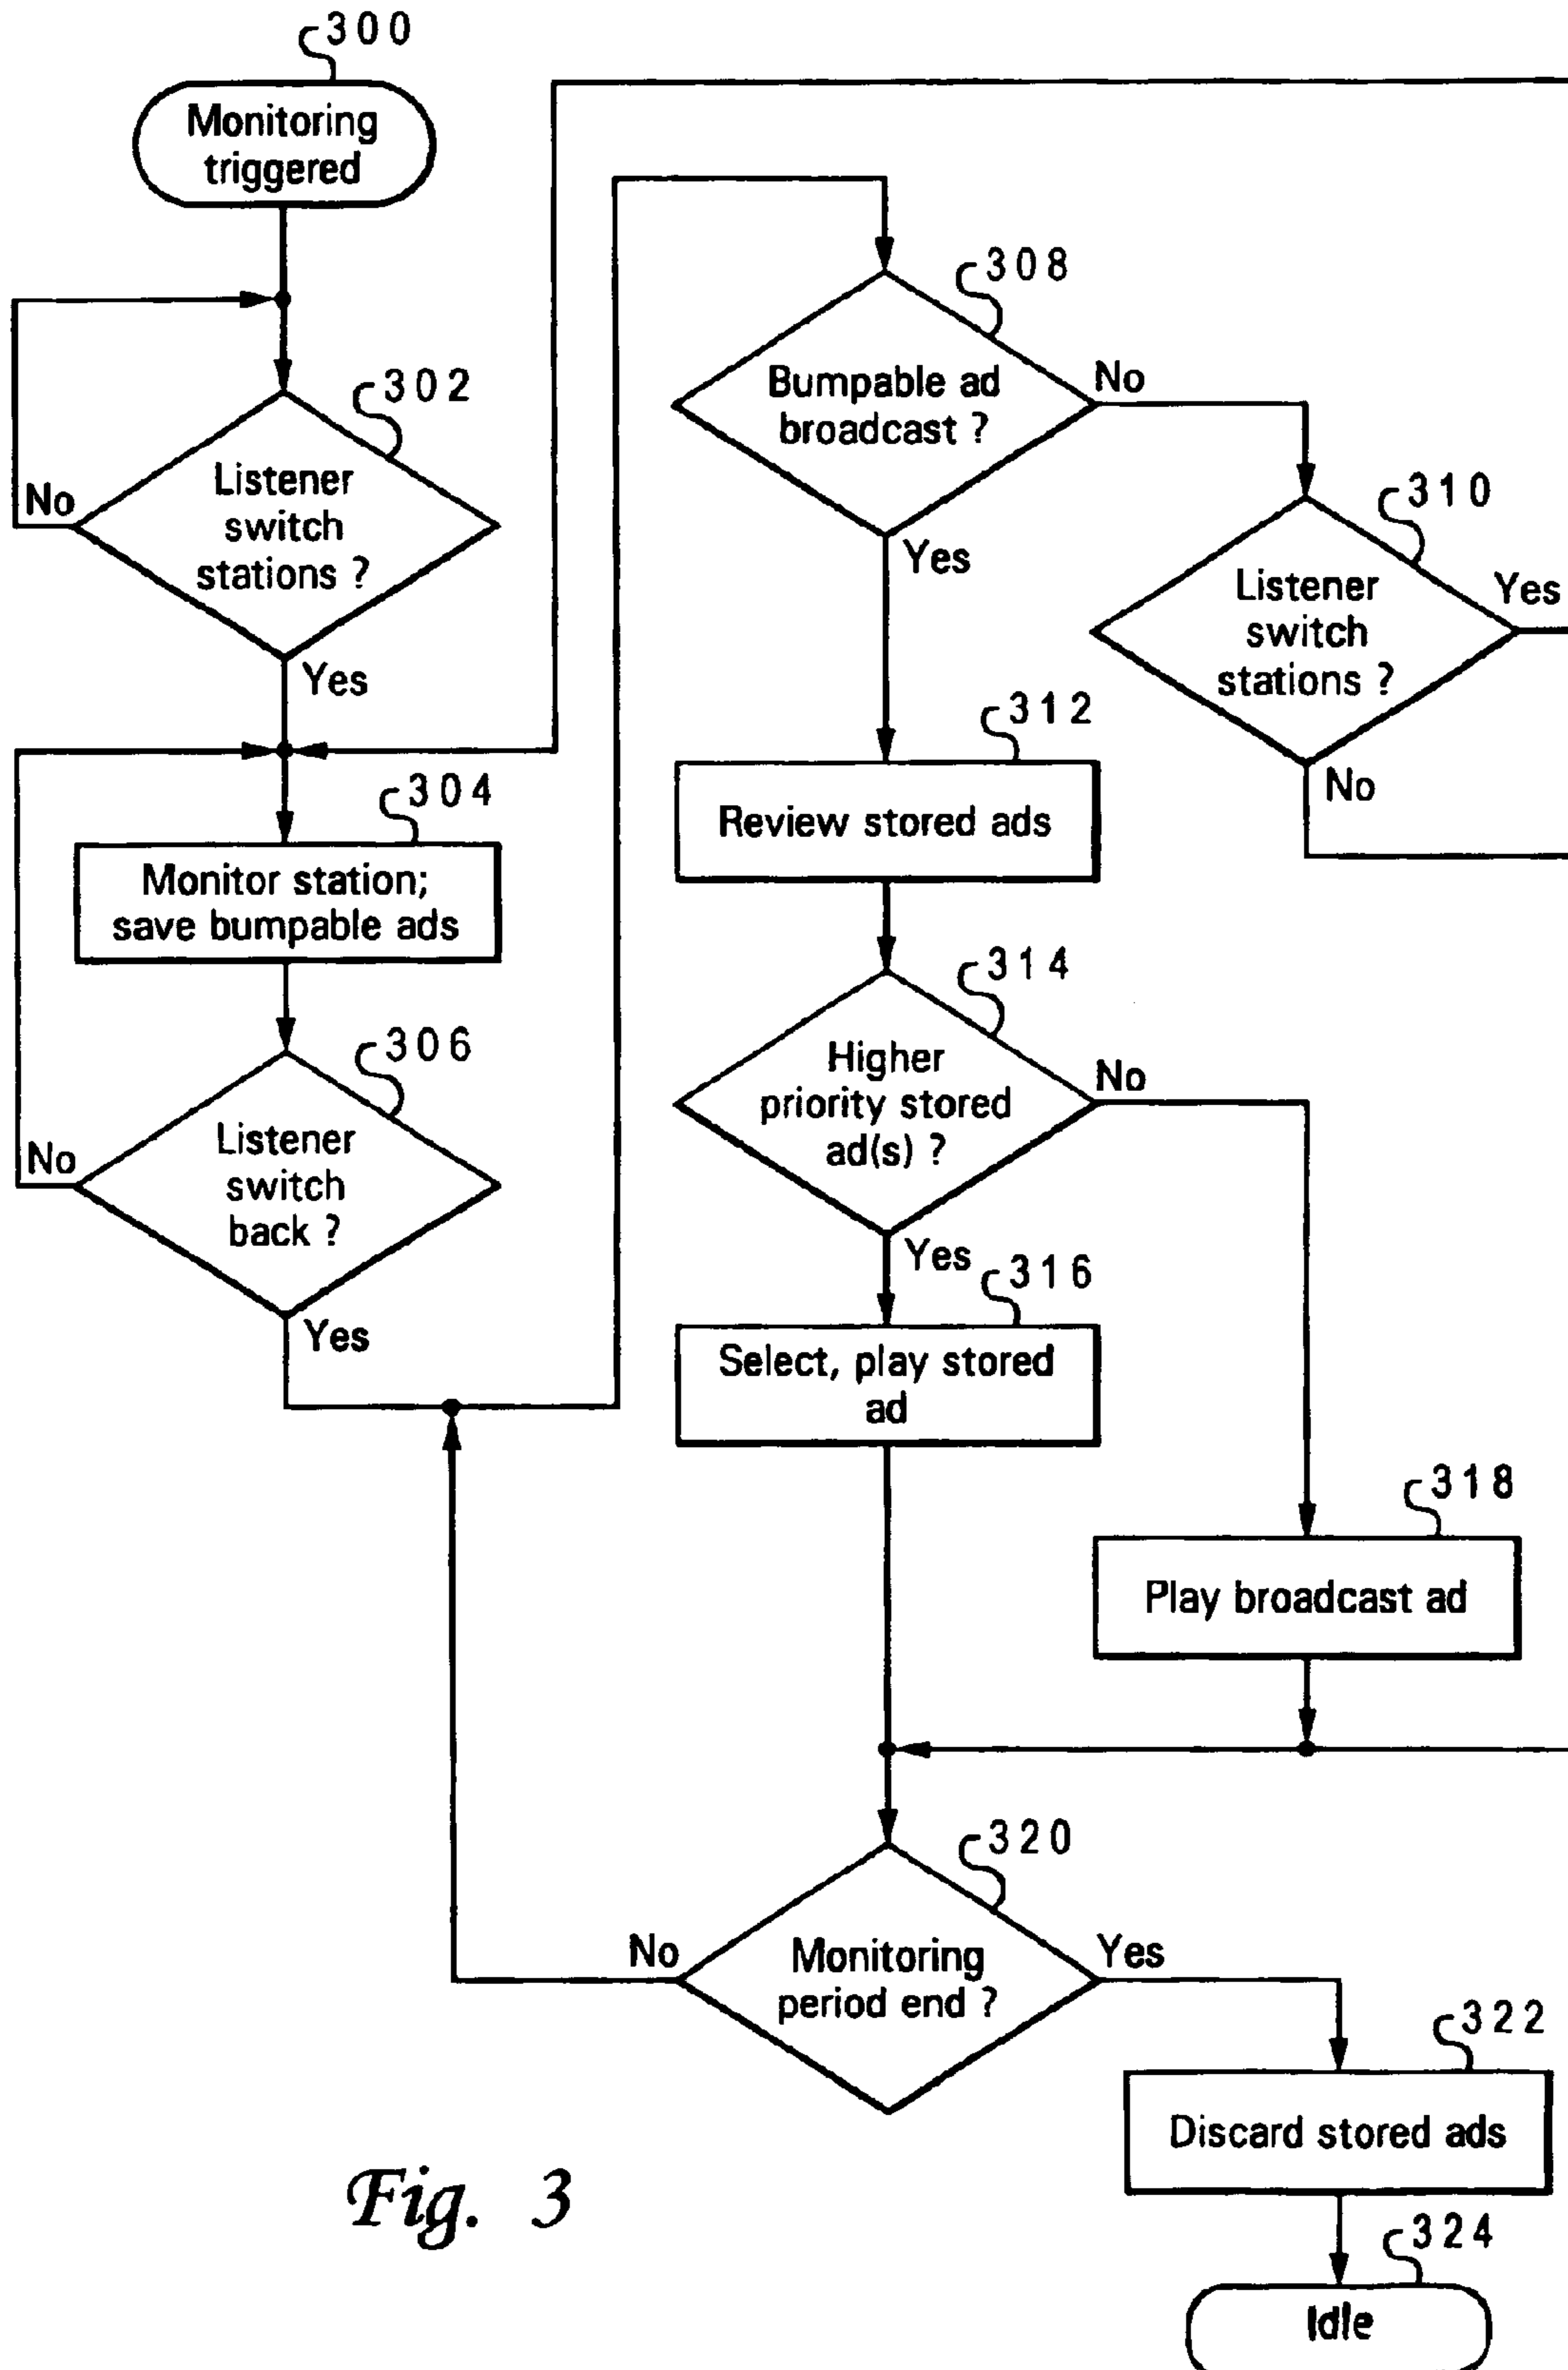 300
Monitoring
triggered
302
Listener
switch
stations ?
No
Yes
304
Monitor station;
save bumpable ads
306
Listener
switch
back ?
No
Yes
308
Bumpable ad
broadcast ?
No
Yes
310
Listener
switch
stations ?
Yes
No
312
Review stored ads
314
Higher
priority stored
ad(s) ?
No
Yes
316
Select, play stored
ad
318
Play broadcast ad
320
Monitoring
period end ?
No
Yes
322
Discard stored ads
324
Idle
Fig. 3